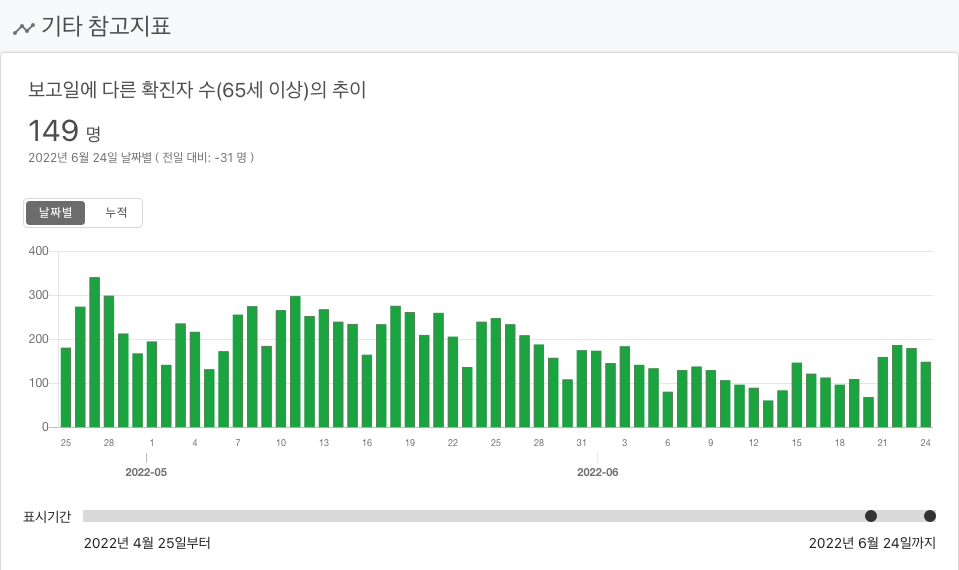 기타 참고지표
보고일에 다른 확진자 수(65세 이상)의 추이
149 명
2022년 6월 24일 날짜별 ( 전일 대비: -31 명 )
날짜별 누적
400
300
200
100
0
25 28 1 4 7 10 13 16 19 22 25 28 31 3 6 9 12 15 18 21 24
2022-05 2022-06
표시기간
2022년 4월 25일부터 2022년 6월 24일까지